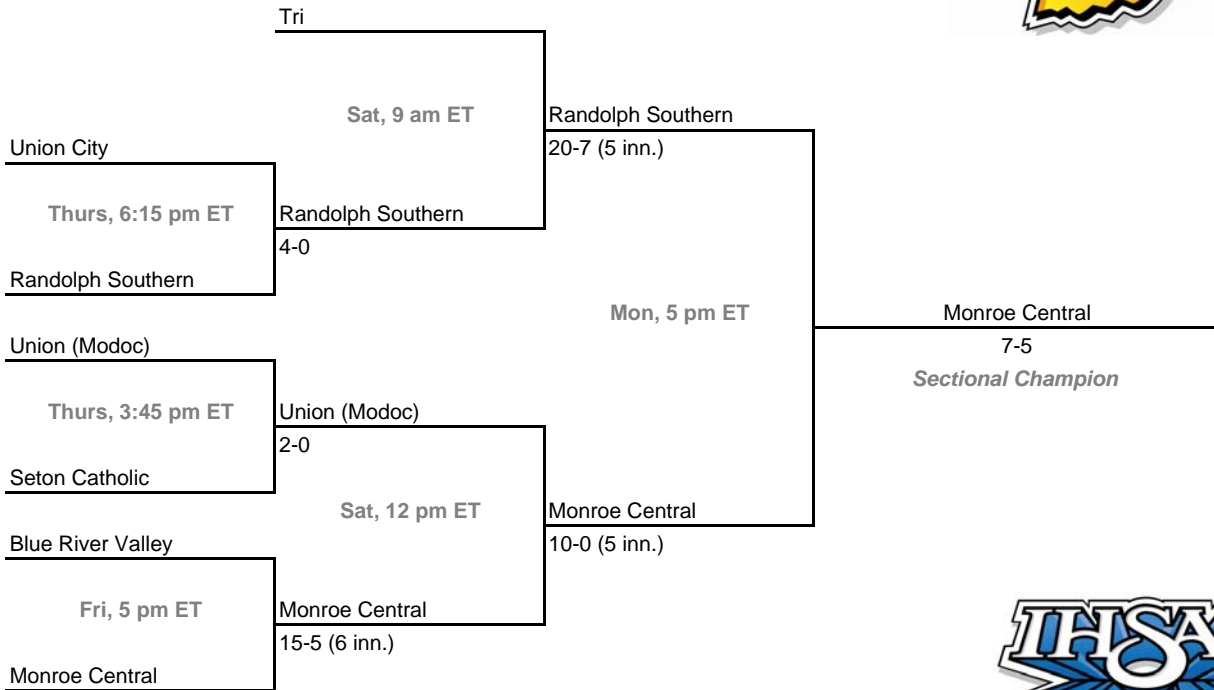 Tri
Sat, 9 am ET
Randolph Southern
Union City
20-7 (5 inn.)
Thurs, 6:15 pm ET
Randolph Southern
4-0
Randolph Southern
Mon, 5 pm ET
Monroe Central
Union (Modoc)
7-5
Sectional Champion
Thurs, 3:45 pm ET
Union (Modoc)
2-0
Seton Catholic
Sat, 12 pm ET
Monroe Central
Blue River Valley
10-0 (5 inn.)
Fri, 5 pm ET
Monroe Central
15-5 (6 inn.)
Monroe Central
IHSA